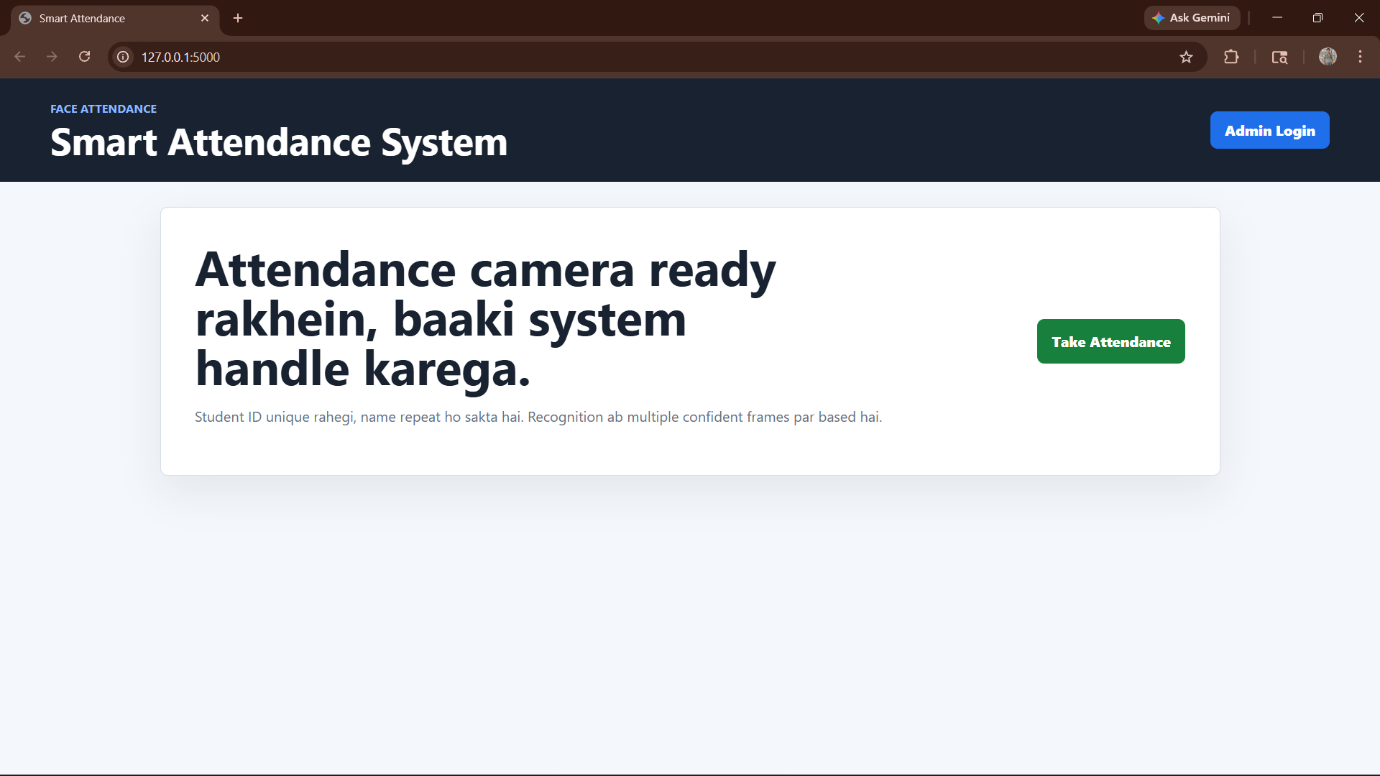 Smart Attendance
Ask Gemini
127.0.0.1:5000
FACE ATTENDANCE
Smart Attendance System
Admin Login
Attendance camera ready
rakhein, baaki system
handle karega.
Student ID unique rahegi, name repeat ho sakta hai. Recognition ab multiple confident frames par based hai.
Take Attendance